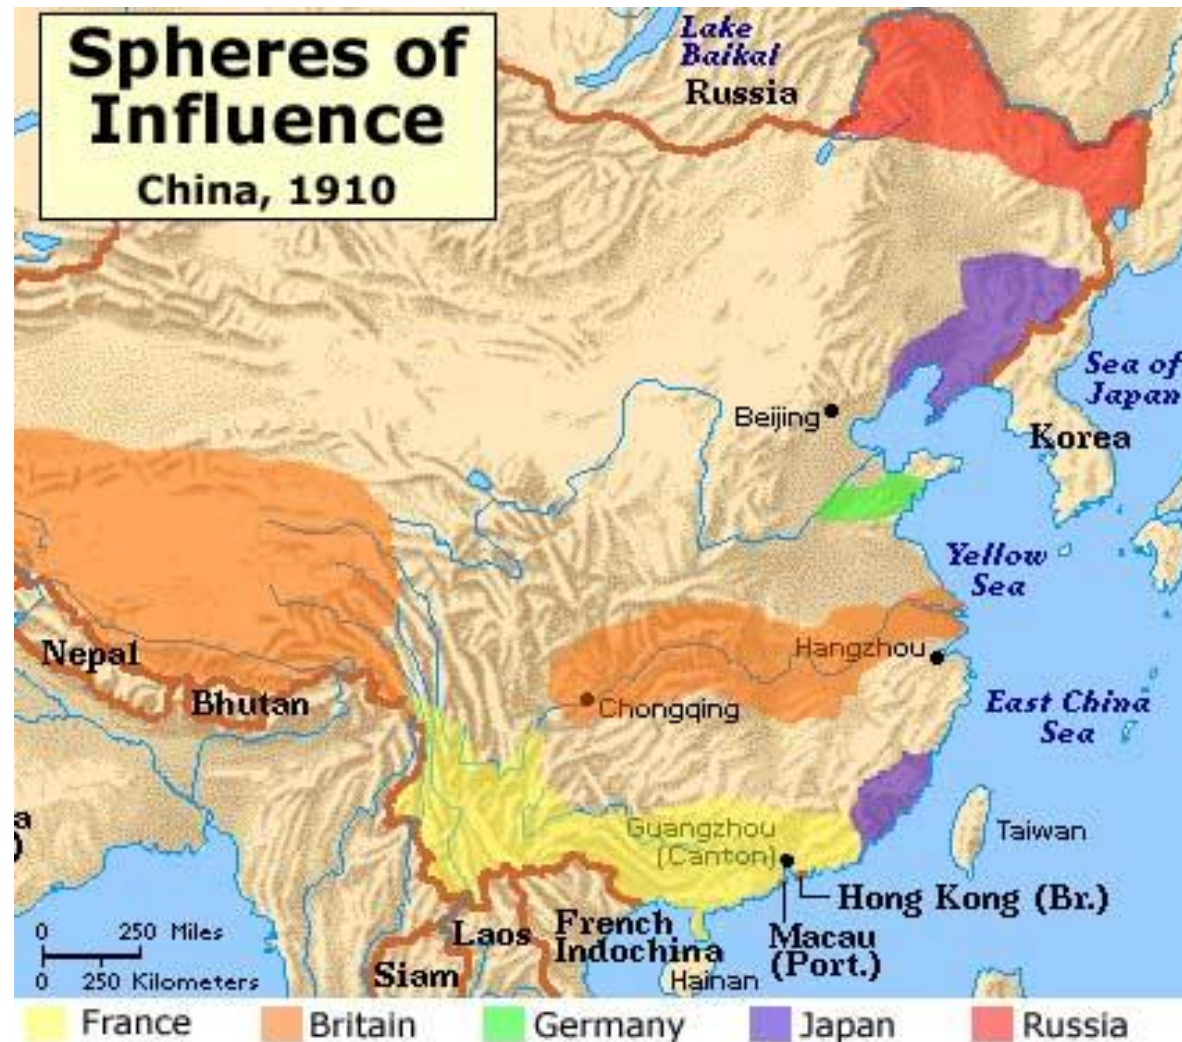 Spheres of
Influence
China, 1910
Lake
Baikal
Russia
Sea of
Japan
Beijing
Korea
Yellow
Sea
Nepal
Bhutan
Hangzhou
Chongqing
East China
Sea
a
)
Guangzhou
(Canton)
Taiwan
Hong Kong (Br.)
Laos
French
Indochina
Macau
(Port.)
Siam
Hainan
0 250 Miles
0 250 Kilometers
France Britain Germany Japan Russia